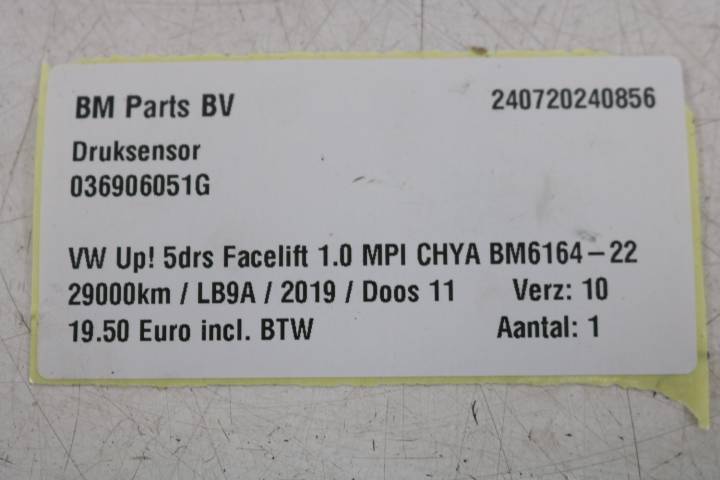 BM Parts BV 240720240856
Druksensor
036906051G
VW Up! 5drs Facelift 1.0 MPI CHYA BM6164-22
29000km / LB9A / 2019 / Doos 11 Verz: 10
19.50 Euro incl. BTW Aantal: 1